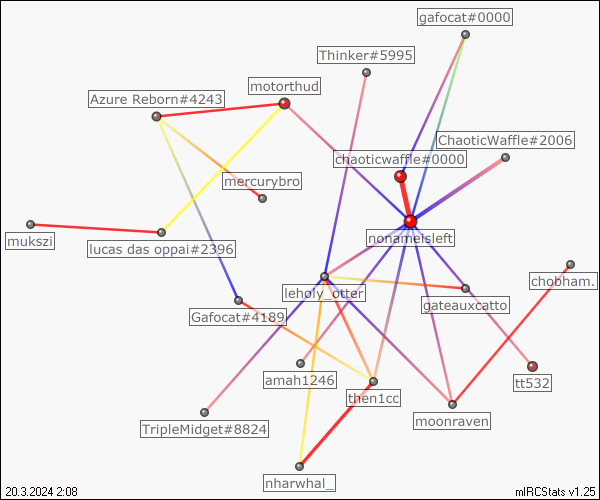 gafocat#0000
Thinker#5995
motorthud
Azure Reborn#4243
ChaoticWaffle#2006
chaoticwaffle#0000
mercurybro
nonameisleft
mukszi
lucas das oppai#2396
chobham.
leholy_otter
gateauxcatto
Gafocat#4189
amah1246
tt532
then1cc
moonraven
TripleMidget#8824
nharwhal_
20.3.2024 2:08
mIRCStats v1.25